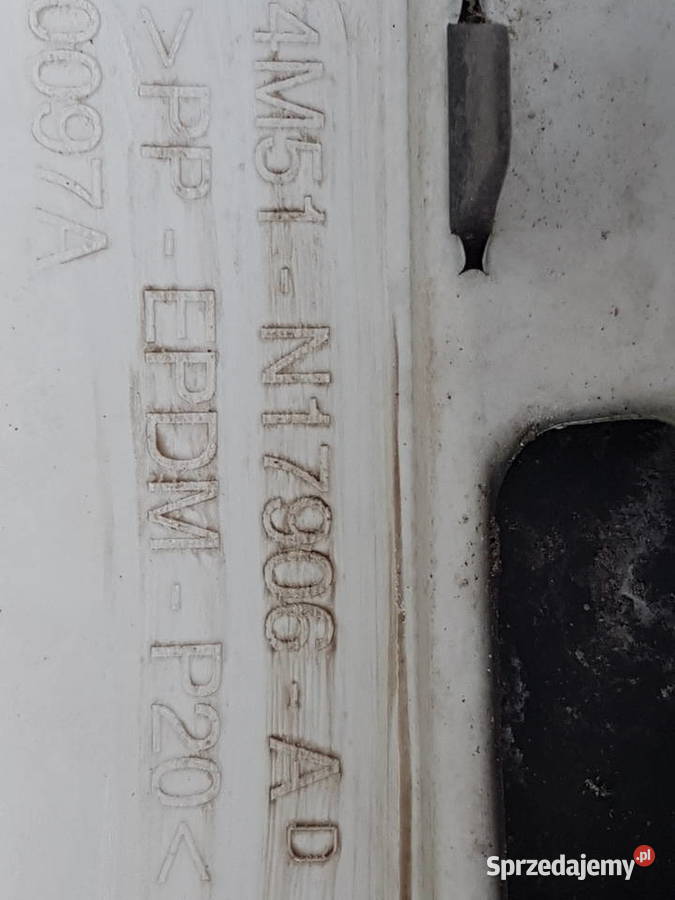 4M51-N17906-AD
>PP-EPDM-P20<
0097A
Sprzedajemy.pl